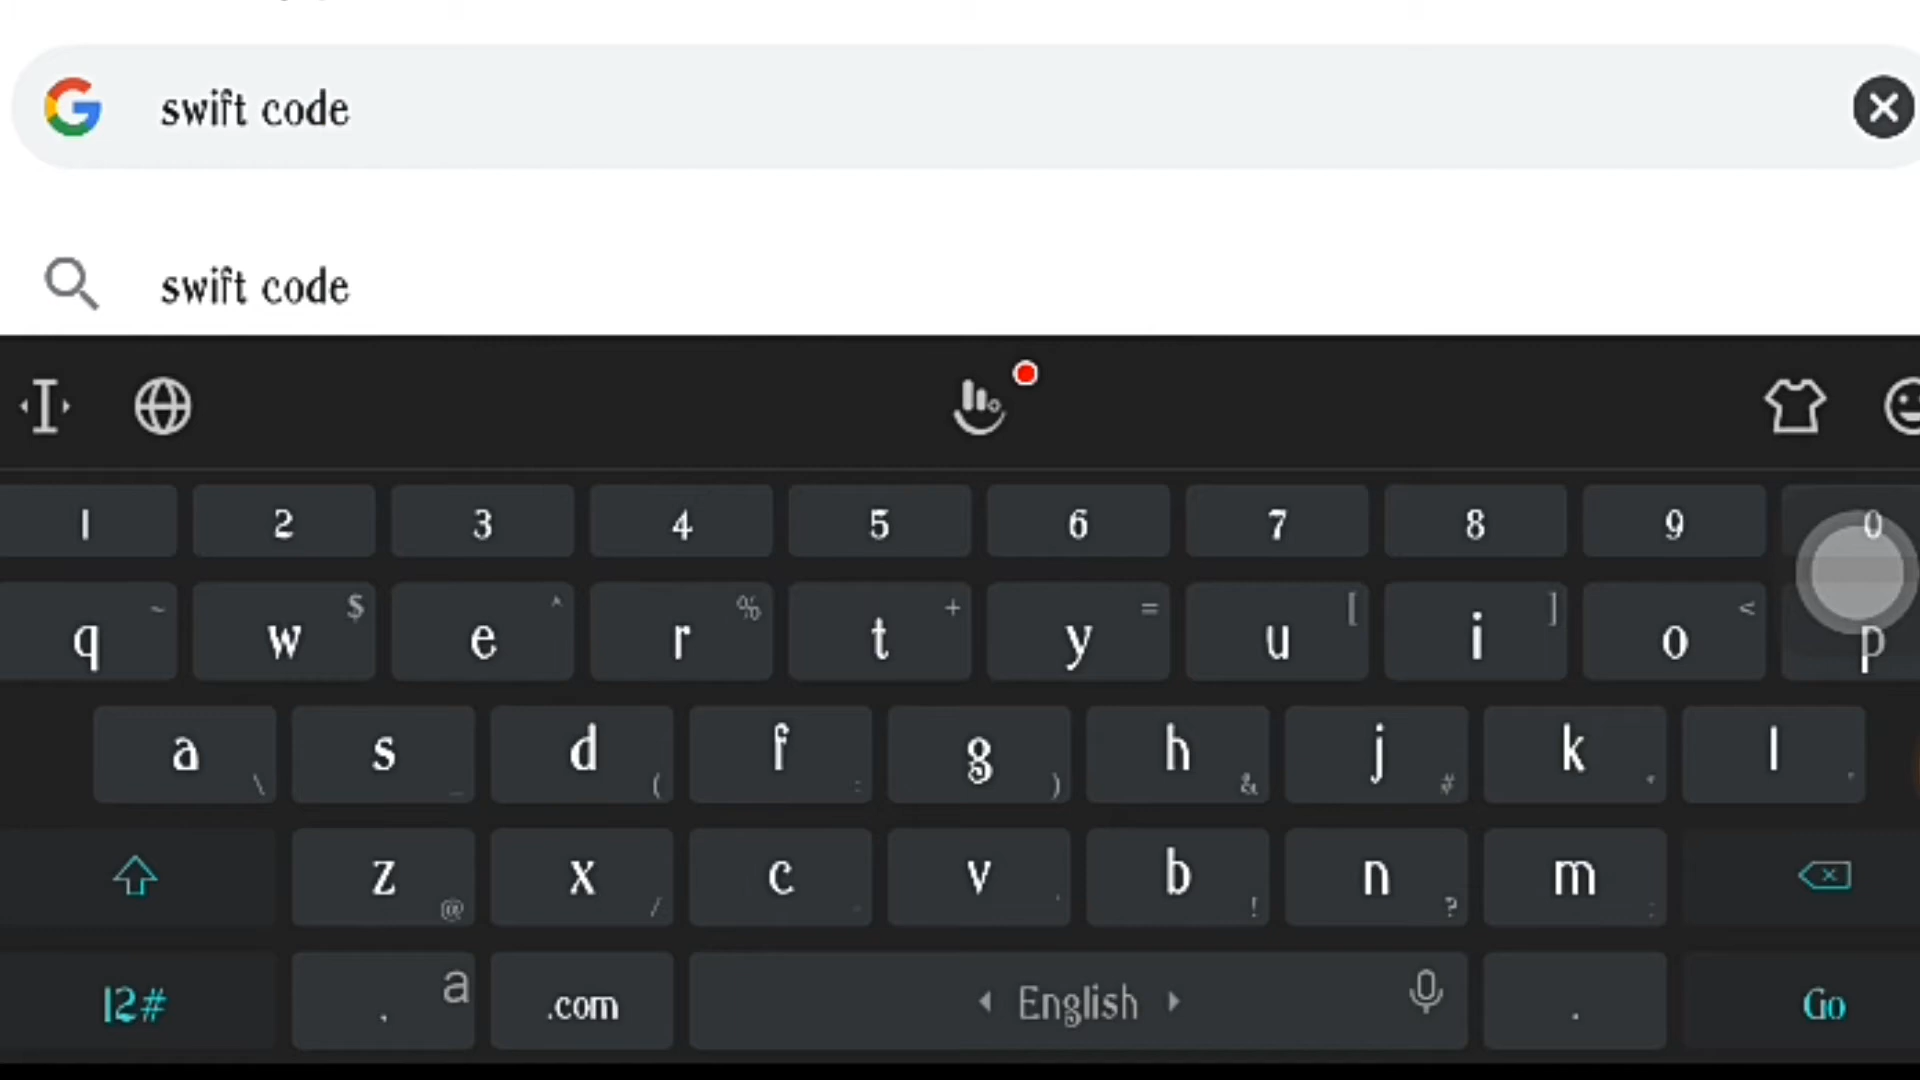 swift code
swift code
1 2 3 4 5 6 7 8 9 0
~ $ ^ % + = [ ] <
q w e r t y u i o p
a s d f g h j k l
\ _ ( : ) & #
z x c v b n m
@ / ! ? :
12# , a .com English . Go